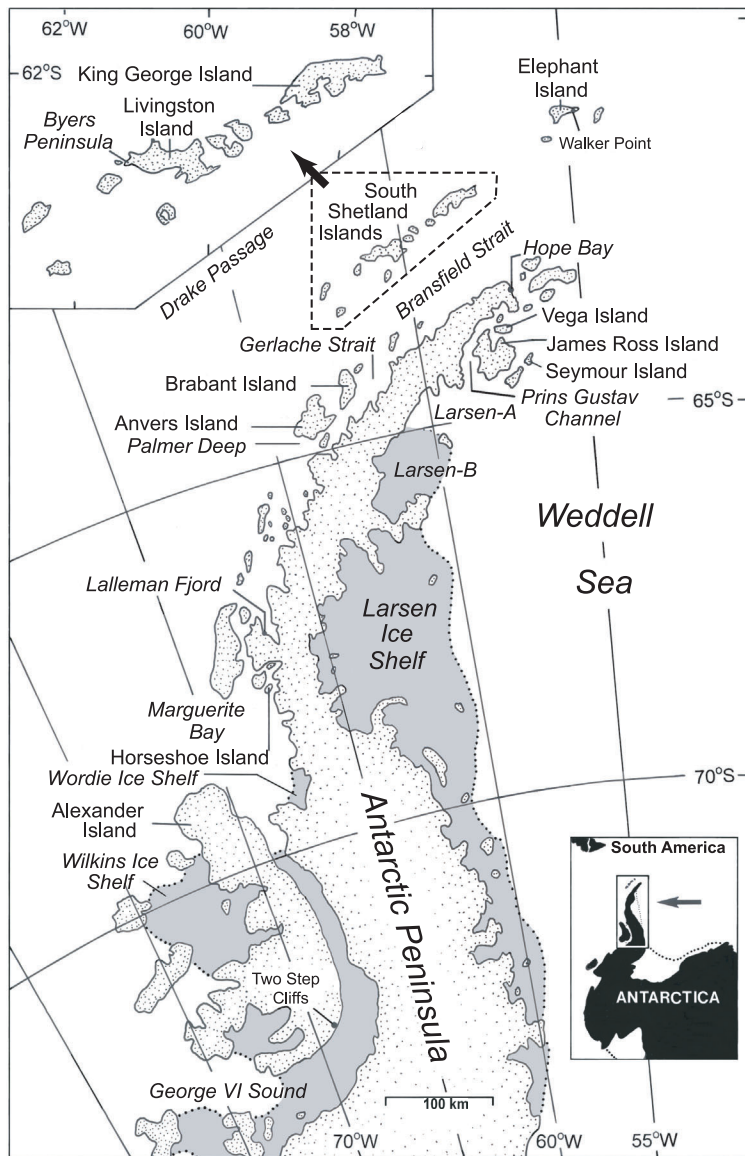 62°W
60°W
58°W
62°S
King George Island
Livingston
Island
Byers
Peninsula
Elephant
Island
Walker Point
South
Shetland
Islands
Drake Passage
Bransfield Strait
Hope Bay
Gerlache Strait
Vega Island
James Ross Island
Seymour Island
Brabant Island
Prins Gustav
Channel
65°S
Larsen-A
Anvers Island
Palmer Deep
Larsen-B
Weddell
Sea
Lalleman Fjord
Larsen
Ice
Shelf
Marguerite
Bay
Horseshoe Island
Wordie Ice Shelf
70°S
Alexander
Island
Antarctic Peninsula
Wilkins Ice
Shelf
South America
Two Step
Cliffs
ANTARCTICA
George VI Sound
100 km
70°W
60°W
55°W